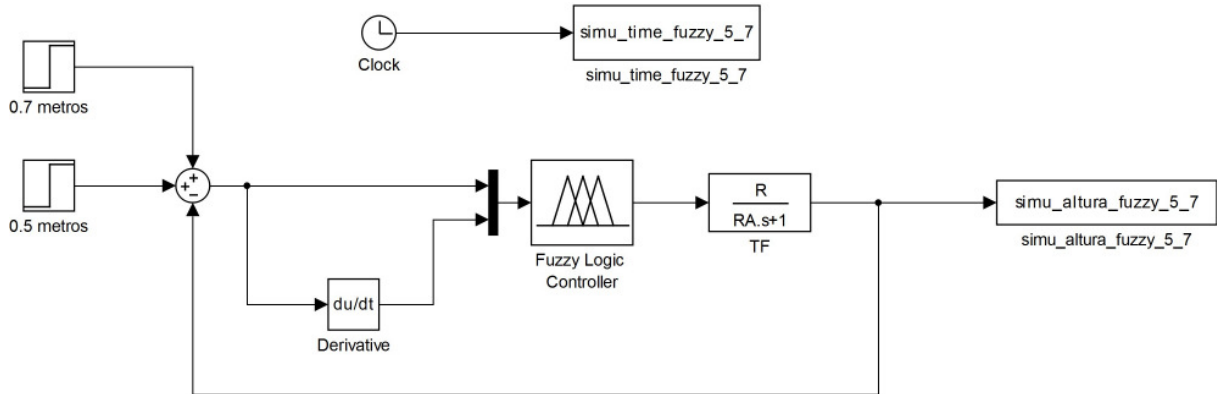 simu_time_fuzzy_5_7
Clock
simu_time_fuzzy_5_7
0.7 metros
0.5 metros
+
+
−
Fuzzy Logic
Controller
R
RA.s+1
TF
simu_altura_fuzzy_5_7
simu_altura_fuzzy_5_7
du/dt
Derivative